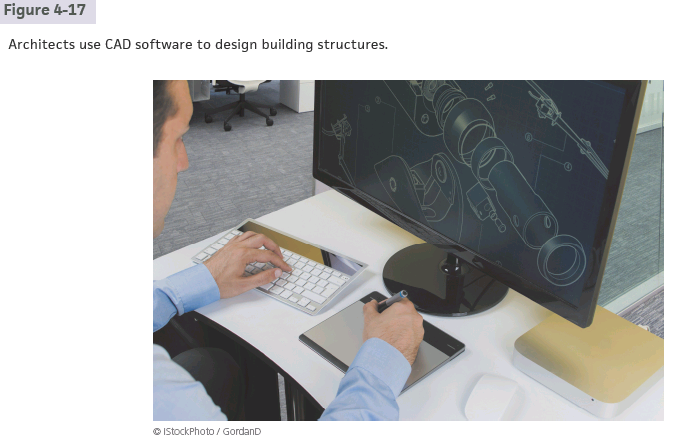 Figure 4-17
Architects use CAD software to design building structures.
© iStockPhoto / GordanD